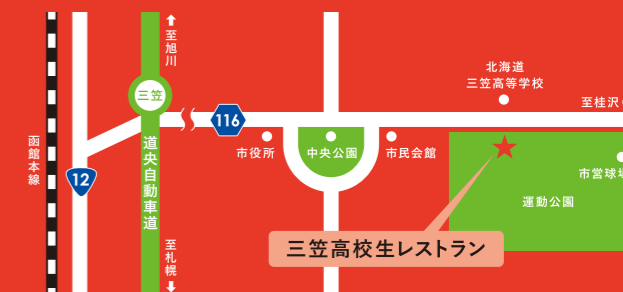 至旭川
三笠
116
北海道
三笠高等学校
至桂沢
函館本線
12
道央自動車道
市役所
中央公園
市民会館
市営球場
運動公園
三笠高校生レストラン
至札幌